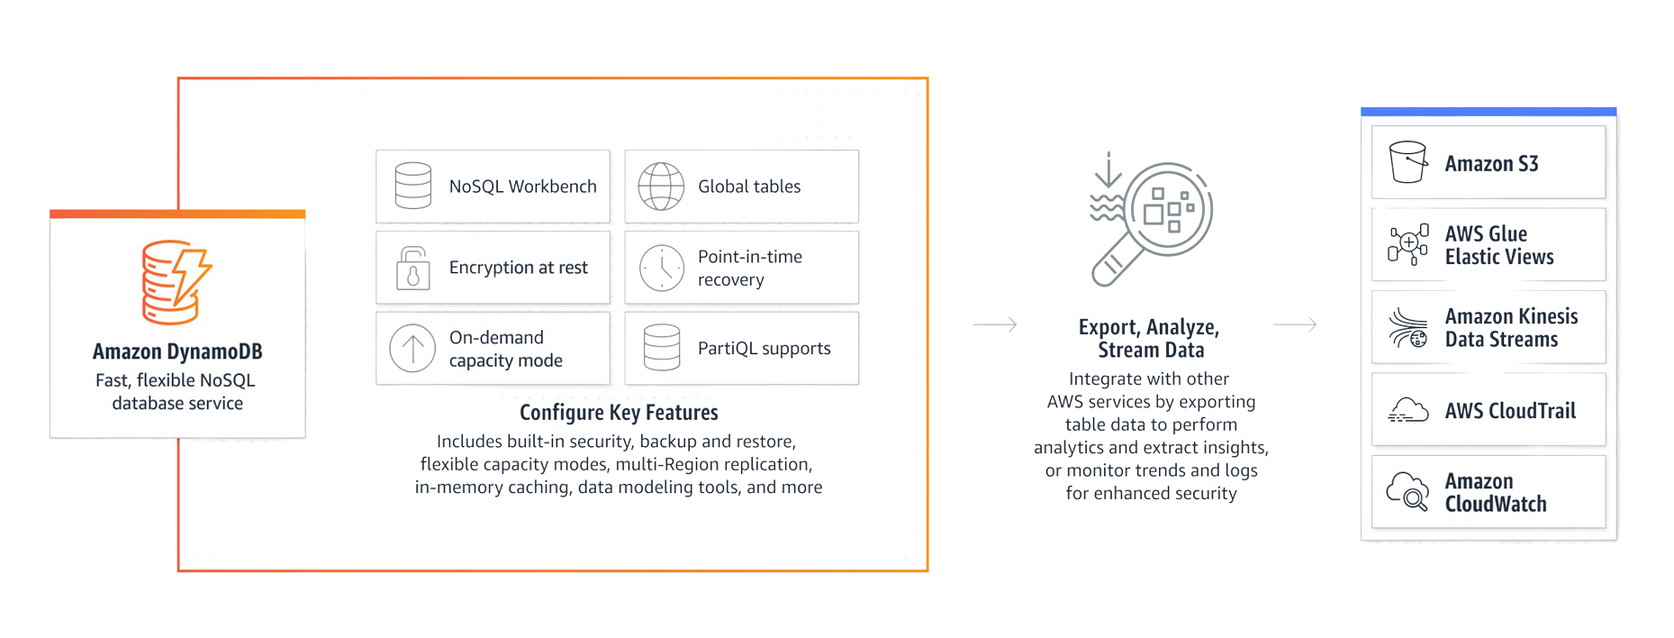 Amazon DynamoDB
Fast, flexible NoSQL
database service
NoSQL Workbench
Global tables
Encryption at rest
Point-in-time
recovery
On-demand
capacity mode
PartiQL supports
Configure Key Features
Includes built-in security, backup and restore,
flexible capacity modes, multi-Region replication,
in-memory caching, data modeling tools, and more
Export, Analyze,
Stream Data
Integrate with other
AWS services by exporting
table data to perform
analytics and extract insights,
or monitor trends and logs
for enhanced security
Amazon S3
AWS Glue
Elastic Views
Amazon Kinesis
Data Streams
AWS CloudTrail
Amazon
CloudWatch